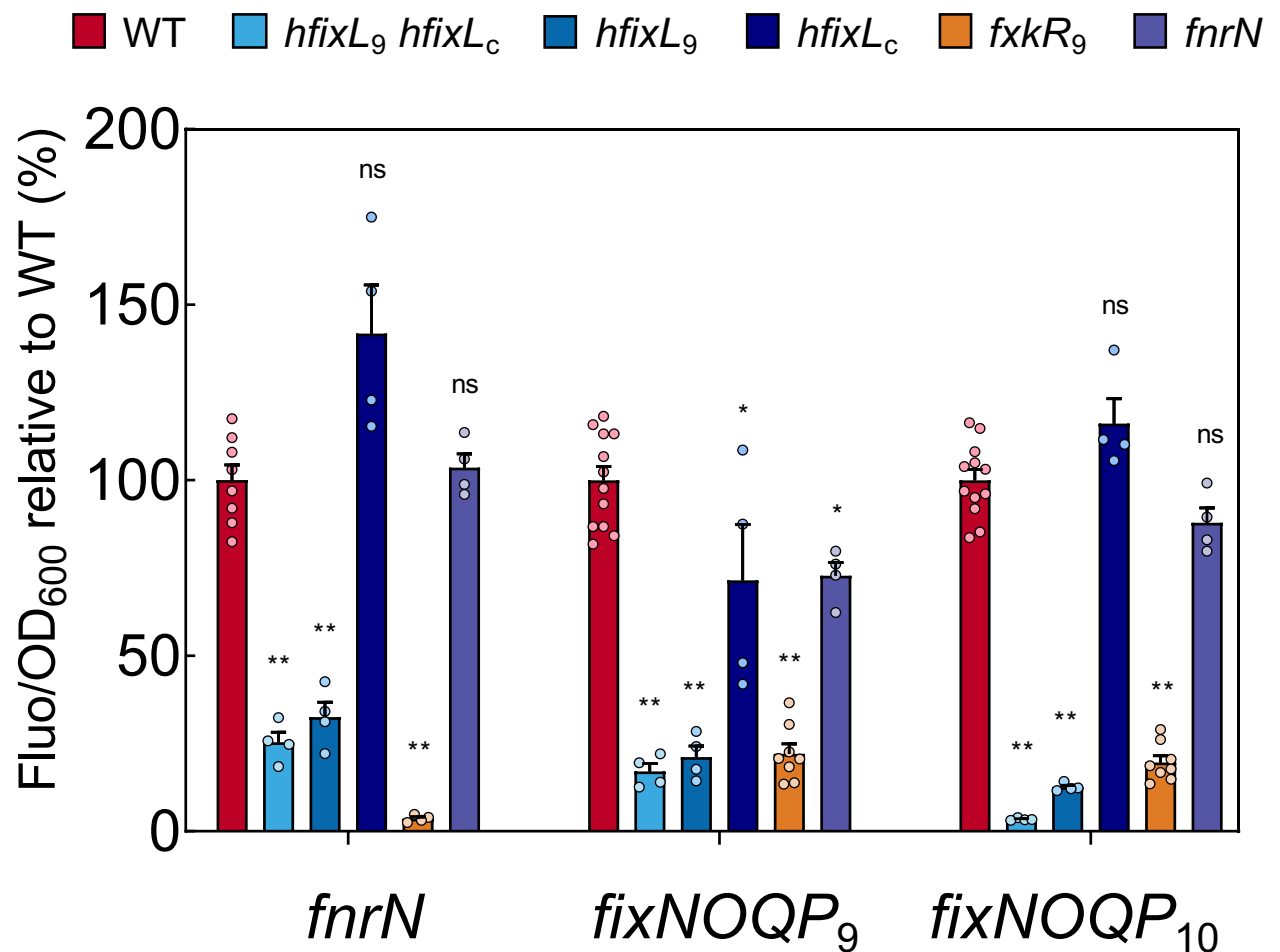 WT hfixL9 hfixLc hfixL9 hfixLc fxkR9 fnrN
Fluo/OD600 relative to WT (%)
200
150
100
50
0
** ** ns ** ns
** ** * ** *
** ** ns ** ns
fnrN fixNOQP9 fixNOQP10